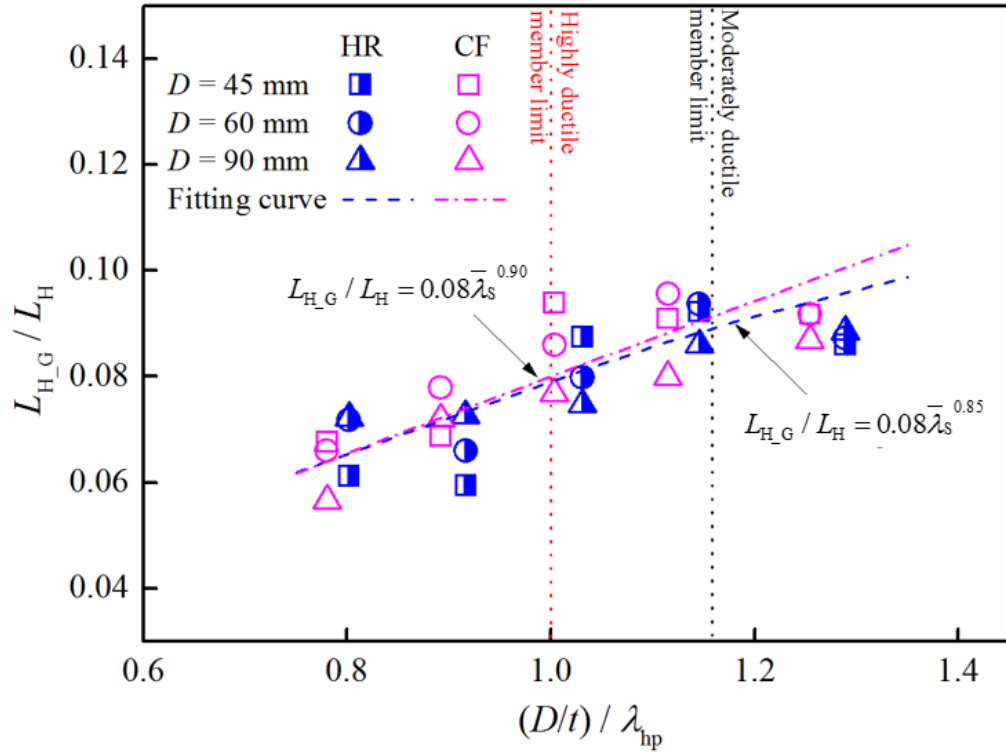 HR CF
D = 45 mm
D = 60 mm
D = 90 mm
Fitting curve
Highly ductile
member limit
Moderately ductile
member limit
L_H_G / L_H = 0.08λ̄_S^0.90
L_H_G / L_H = 0.08λ̄_S^0.85
L_H_G / L_H
0.14
0.12
0.10
0.08
0.06
0.04
0.6 0.8 1.0 1.2 1.4
(D/t) / λ_hp